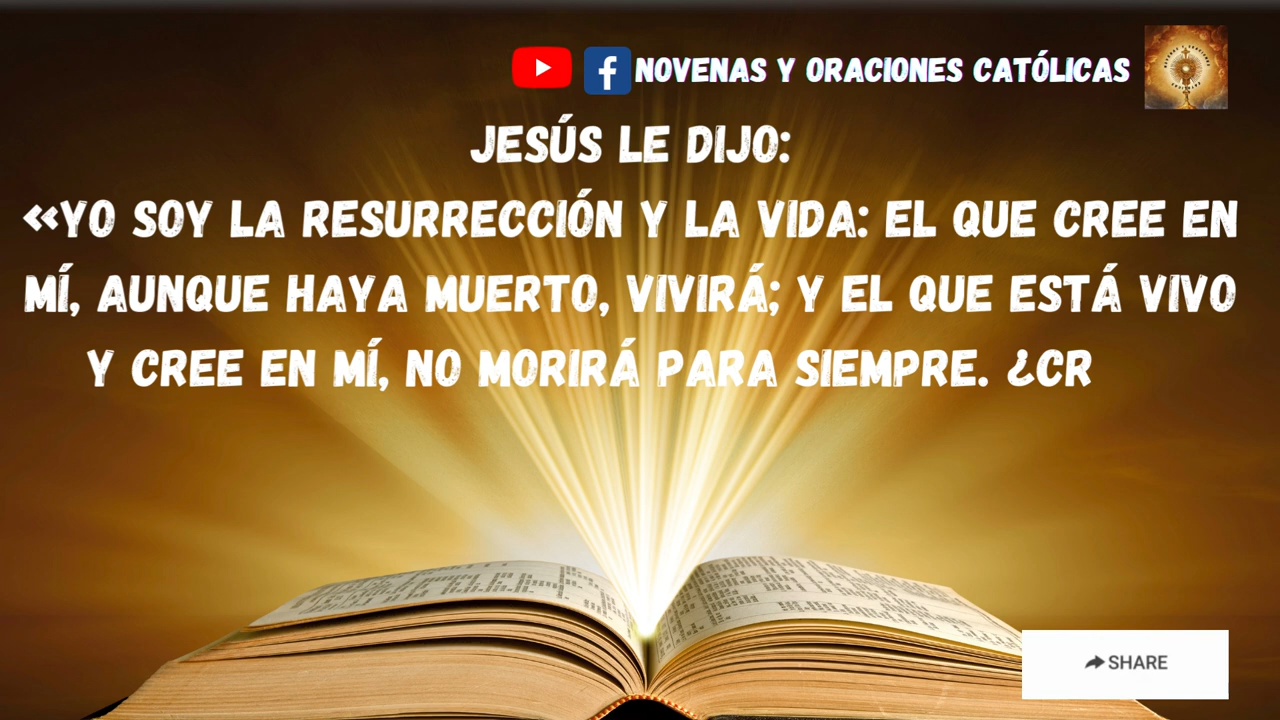 NOVENAS Y ORACIONES CATÓLICAS
JESÚS LE DIJO:
«YO SOY LA RESURRECCIÓN Y LA VIDA: EL QUE CREE EN
MÍ, AUNQUE HAYA MUERTO, VIVIRÁ; Y EL QUE ESTÁ VIVO
Y CREE EN MÍ, NO MORIRÁ PARA SIEMPRE. ¿CR
SHARE